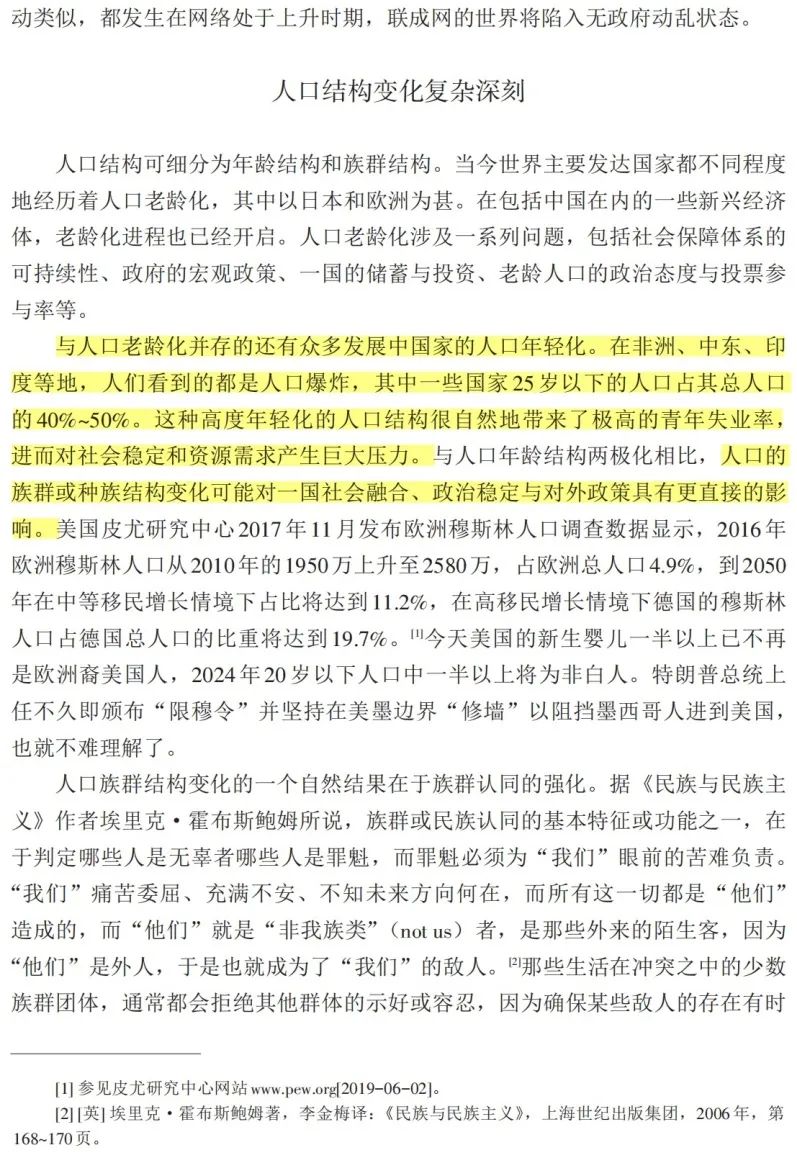 动类似，都发生在网络处于上升时期，联成网的世界将陷入无政府动乱状态。
人口结构变化复杂深刻
人口结构可细分为年龄结构和族群结构。当今世界主要发达国家都不同程度
地经历着人口老龄化，其中以日本和欧洲为甚。在包括中国在内的一些新兴经济
体，老龄化进程也已经开启。人口老龄化涉及一系列问题，包括社会保障体系的
可持续性、政府的宏观政策、一国的储蓄与投资、老龄人口的政治态度与投票参
与率等。
与人口老龄化并存的还有众多发展中国家的人口年轻化。在非洲、中东、印
度等地，人们看到的都是人口爆炸，其中一些国家25岁以下的人口占其总人口
的40%~50%。这种高度年轻化的人口结构很自然地带来了极高的青年失业率，
进而对社会稳定和资源需求产生巨大压力。与人口年龄结构两极化相比，人口的
族群或种族结构变化可能对一国社会融合、政治稳定与对外政策具有更直接的影
响。美国皮尤研究中心2017年11月发布欧洲穆斯林人口调查数据显示，2016年
欧洲穆斯林人口从2010年的1950万上升至2580万，占欧洲总人口4.9%，到2050
年在中等移民增长情境下占比将达到11.2%，在高移民增长情境下德国的穆斯林
人口占德国总人口的比重将达到19.7%。[1]今天美国的新生婴儿一半以上已不再
是欧洲裔美国人，2024年20岁以下人口中一半以上将为非白人。特朗普总统上
任不久即颁布“限穆令”并坚持在美墨边界“修墙”以阻挡墨西哥人进到美国，
也就不难理解了。
人口族群结构变化的一个自然结果在于族群认同的强化。据《民族与民族主
义》作者埃里克·霍布斯鲍姆所说，族群或民族认同的基本特征或功能之一，在
于判定哪些人是无辜者哪些人是罪魁，而罪魁必须为“我们”眼前的苦难负责。
“我们”痛苦委屈、充满不安、不知未来方向何在，而所有这一切都是“他们”
造成的，而“他们”就是“非我族类”（not us）者，是那些外来的陌生客，因为
“他们”是外人，于是也就成为了“我们”的敌人。[2]那些生活在冲突之中的少数
族群团体，通常都会拒绝其他群体的示好或容忍，因为确保某些敌人的存在有时
[1] 参见皮尤研究中心网站www.pew.org[2019-06-02]。
[2] [英]埃里克·霍布斯鲍姆著，李金梅译：《民族与民族主义》，上海世纪出版集团，2006年，第
168~170页。